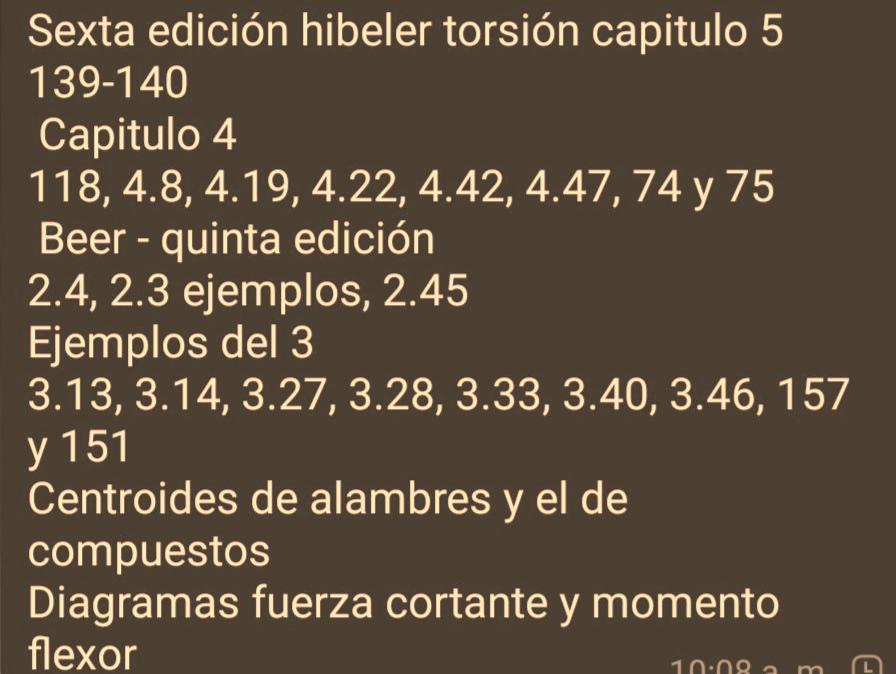 Sexta edición hibeler torsión capitulo 5
139-140
Capitulo 4
118, 4.8, 4.19, 4.22, 4.42, 4.47, 74 y 75
Beer - quinta edición
2.4, 2.3 ejemplos, 2.45
Ejemplos del 3
3.13, 3.14, 3.27, 3.28, 3.33, 3.40, 3.46, 157
y 151
Centroides de alambres y el de
compuestos
Diagramas fuerza cortante y momento
flexor
10:08 a. m.